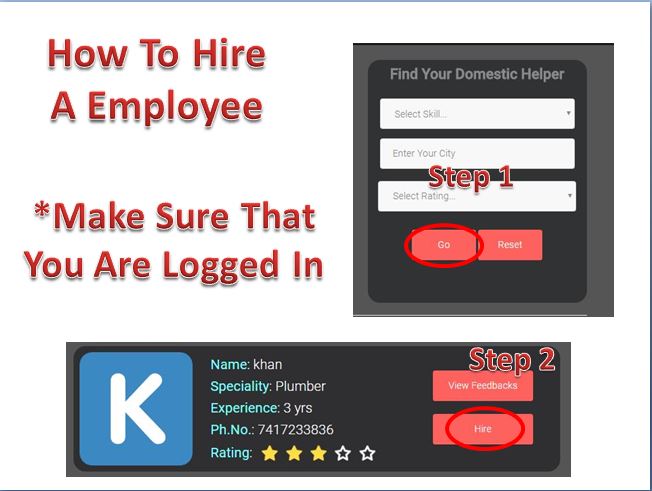 How To Hire
A Employee
*Make Sure That
You Are Logged In
Find Your Domestic Helper
Select Skill...
Enter Your City
Step 1
Select Rating...
Go
Reset
Step 2
K
Name: khan
Speciality: Plumber
Experience: 3 yrs
Ph.No.: 7417233836
Rating:
View Feedbacks
Hire